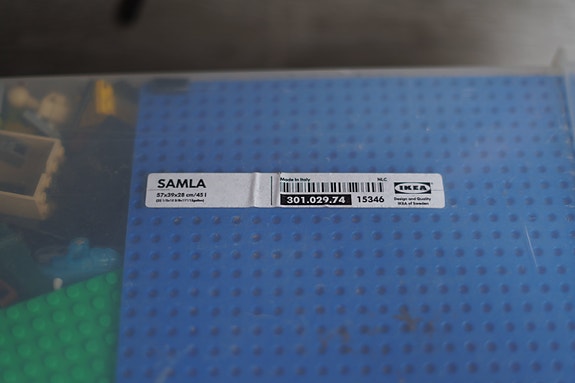 SAMLA
57x39x28 cm/45 l
Made in Italy
NLC
301.029.74
15346
IKEA
Design and Quality
IKEA of Sweden